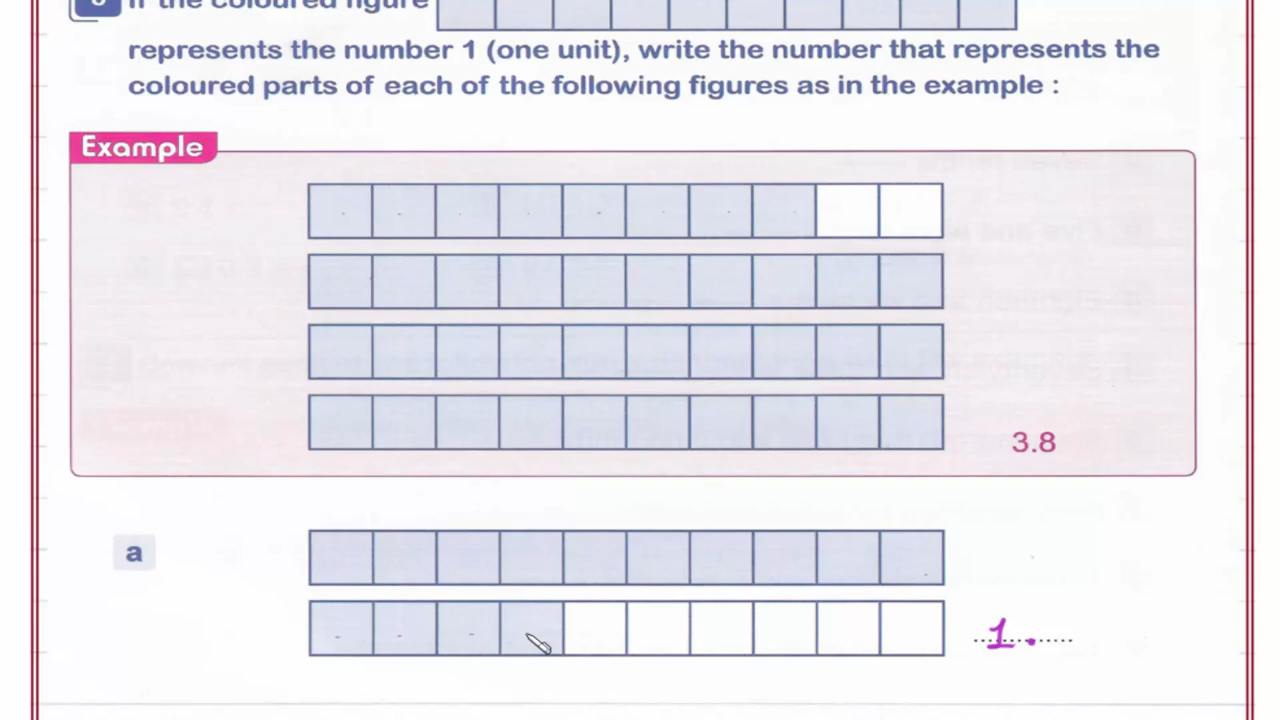 If the coloured figure
represents the number 1 (one unit), write the number that represents the
coloured parts of each of the following figures as in the example :
Example
3.8
a
1.